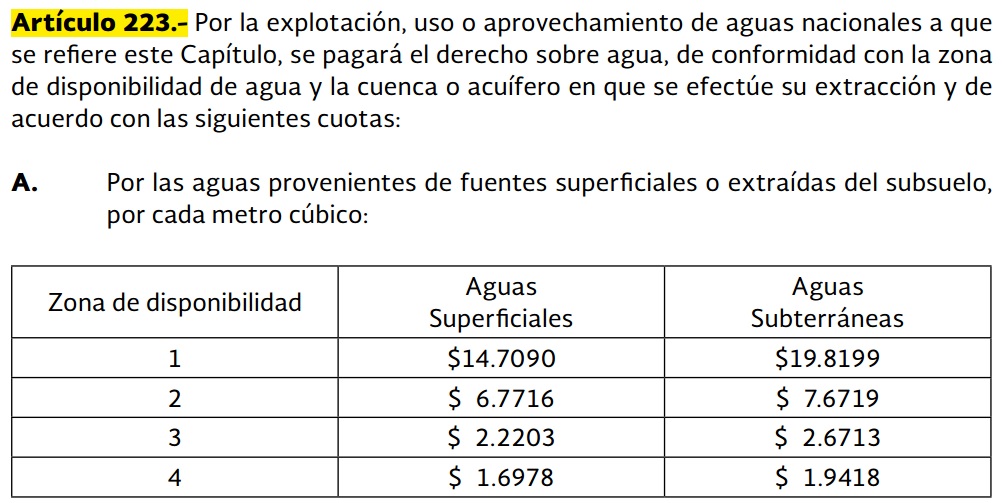 Artículo 223.- Por la explotación, uso o aprovechamiento de aguas nacionales a que
se refiere este Capítulo, se pagará el derecho sobre agua, de conformidad con la zona
de disponibilidad de agua y la cuenca o acuífero en que se efectúe su extracción y de
acuerdo con las siguientes cuotas:
A. Por las aguas provenientes de fuentes superficiales o extraídas del subsuelo,
por cada metro cúbico:
Zona de disponibilidad
Aguas
Superficiales
Aguas
Subterráneas
1 $14.7090 $19.8199
2 $ 6.7716 $ 7.6719
3 $ 2.2203 $ 2.6713
4 $ 1.6978 $ 1.9418